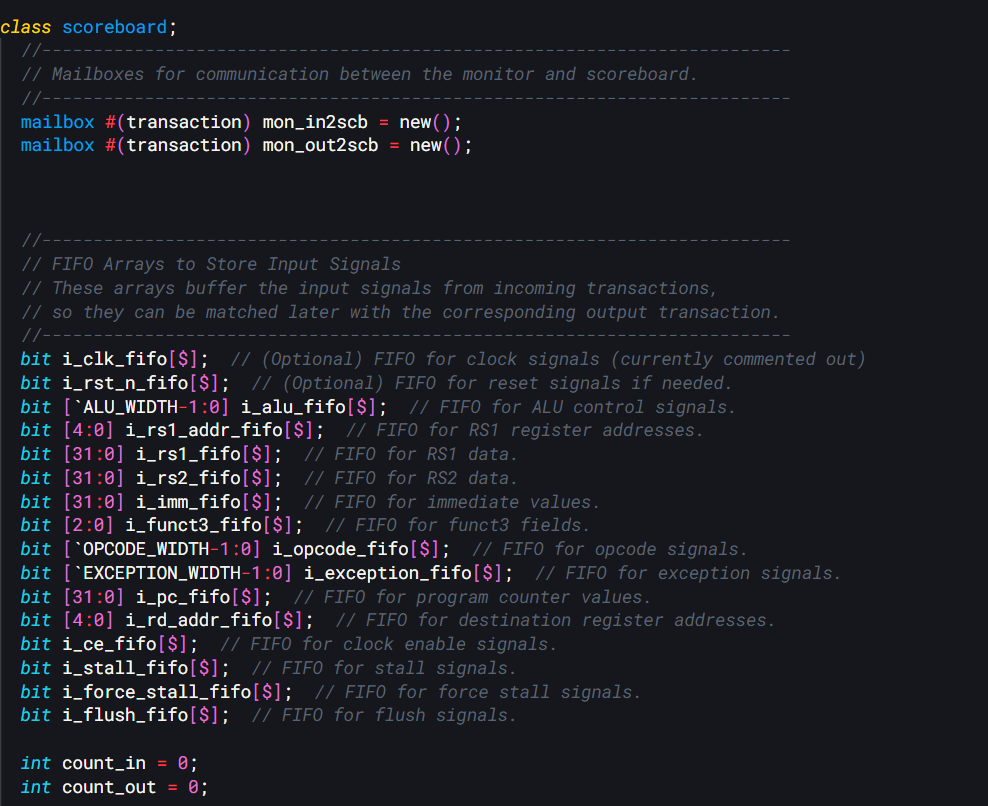 class scoreboard;
//-------------------------------------------------------------------------
// Mailboxes for communication between the monitor and scoreboard.
//-------------------------------------------------------------------------
mailbox #(transaction) mon_in2scb = new();
mailbox #(transaction) mon_out2scb = new();
//-------------------------------------------------------------------------
// FIFO Arrays to Store Input Signals
// These arrays buffer the input signals from incoming transactions,
// so they can be matched later with the corresponding output transaction.
//-------------------------------------------------------------------------
bit i_clk_fifo[$]; // (Optional) FIFO for clock signals (currently commented out)
bit i_rst_n_fifo[$]; // (Optional) FIFO for reset signals if needed.
bit [`ALU_WIDTH-1:0] i_alu_fifo[$]; // FIFO for ALU control signals.
bit [4:0] i_rs1_addr_fifo[$]; // FIFO for RS1 register addresses.
bit [31:0] i_rs1_fifo[$]; // FIFO for RS1 data.
bit [31:0] i_rs2_fifo[$]; // FIFO for RS2 data.
bit [31:0] i_imm_fifo[$]; // FIFO for immediate values.
bit [2:0] i_funct3_fifo[$]; // FIFO for funct3 fields.
bit [`OPCODE_WIDTH-1:0] i_opcode_fifo[$]; // FIFO for opcode signals.
bit [`EXCEPTION_WIDTH-1:0] i_exception_fifo[$]; // FIFO for exception signals.
bit [31:0] i_pc_fifo[$]; // FIFO for program counter values.
bit [4:0] i_rd_addr_fifo[$]; // FIFO for destination register addresses.
bit i_ce_fifo[$]; // FIFO for clock enable signals.
bit i_stall_fifo[$]; // FIFO for stall signals.
bit i_force_stall_fifo[$]; // FIFO for force stall signals.
bit i_flush_fifo[$]; // FIFO for flush signals.
int count_in = 0;
int count_out = 0;